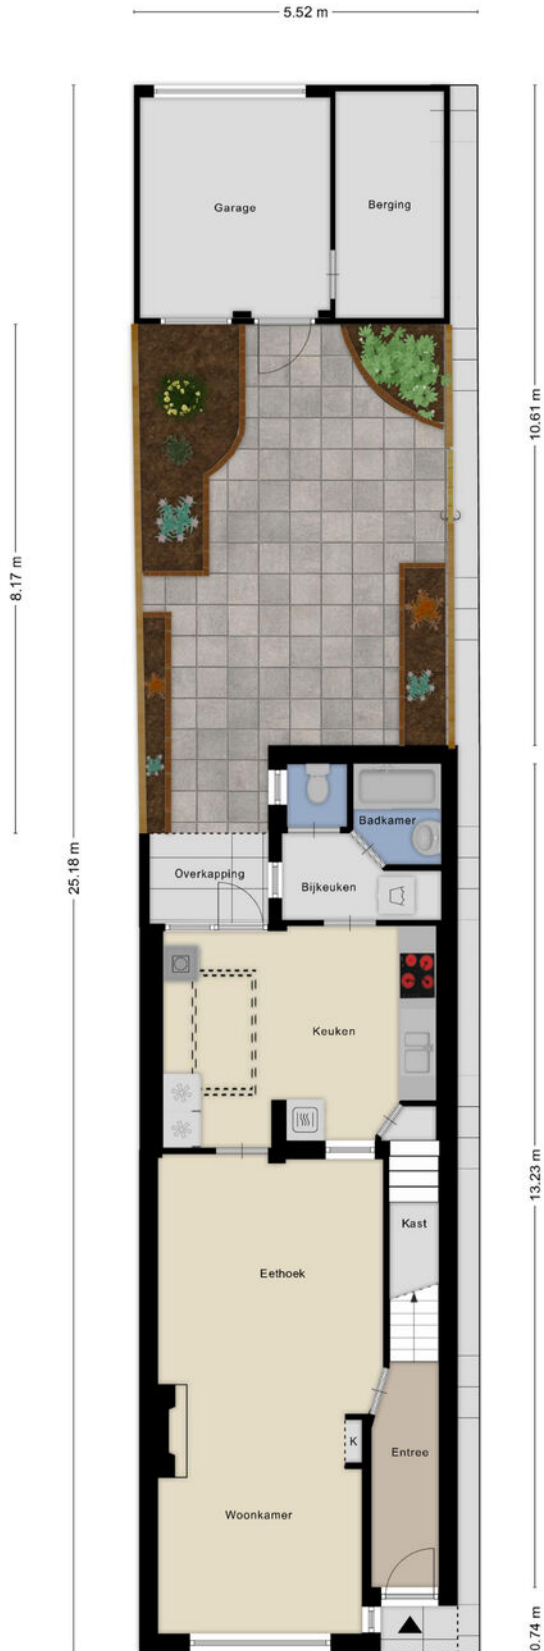 5.52 m
Garage
Berging
10.61 m
8.17 m
Badkamer
25.18 m
Overkapping
Bijkeuken
Keuken
13.23 m
Kast
Eethoek
K
Entree
Woonkamer
0.74 m